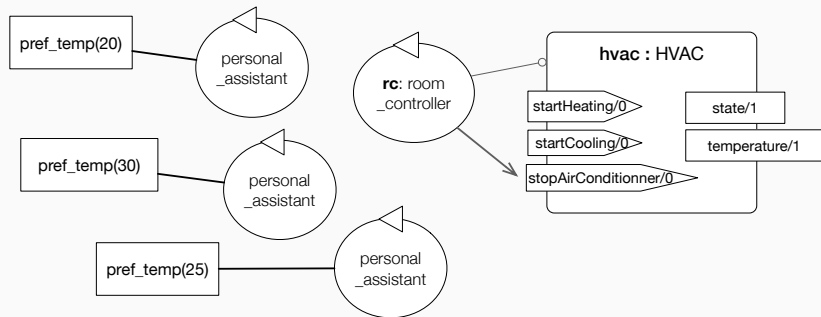 pref_temp(20)
personal
_assistant
rc: room
_controller
hvac : HVAC
startHeating/0
state/1
startCooling/0
temperature/1
stopAirConditionner/0
pref_temp(30)
personal
_assistant
pref_temp(25)
personal
_assistant